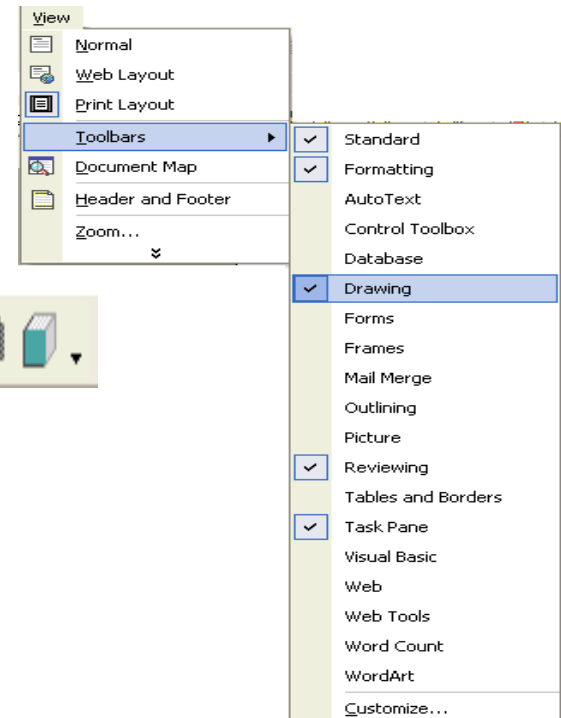 View
Normal
Web Layout
Print Layout
Toolbars
Document Map
Header and Footer
Zoom...
Standard
Formatting
AutoText
Control Toolbox
Database
Drawing
Forms
Frames
Mail Merge
Outlining
Picture
Reviewing
Tables and Borders
Task Pane
Visual Basic
Web
Web Tools
Word Count
WordArt
Customize...